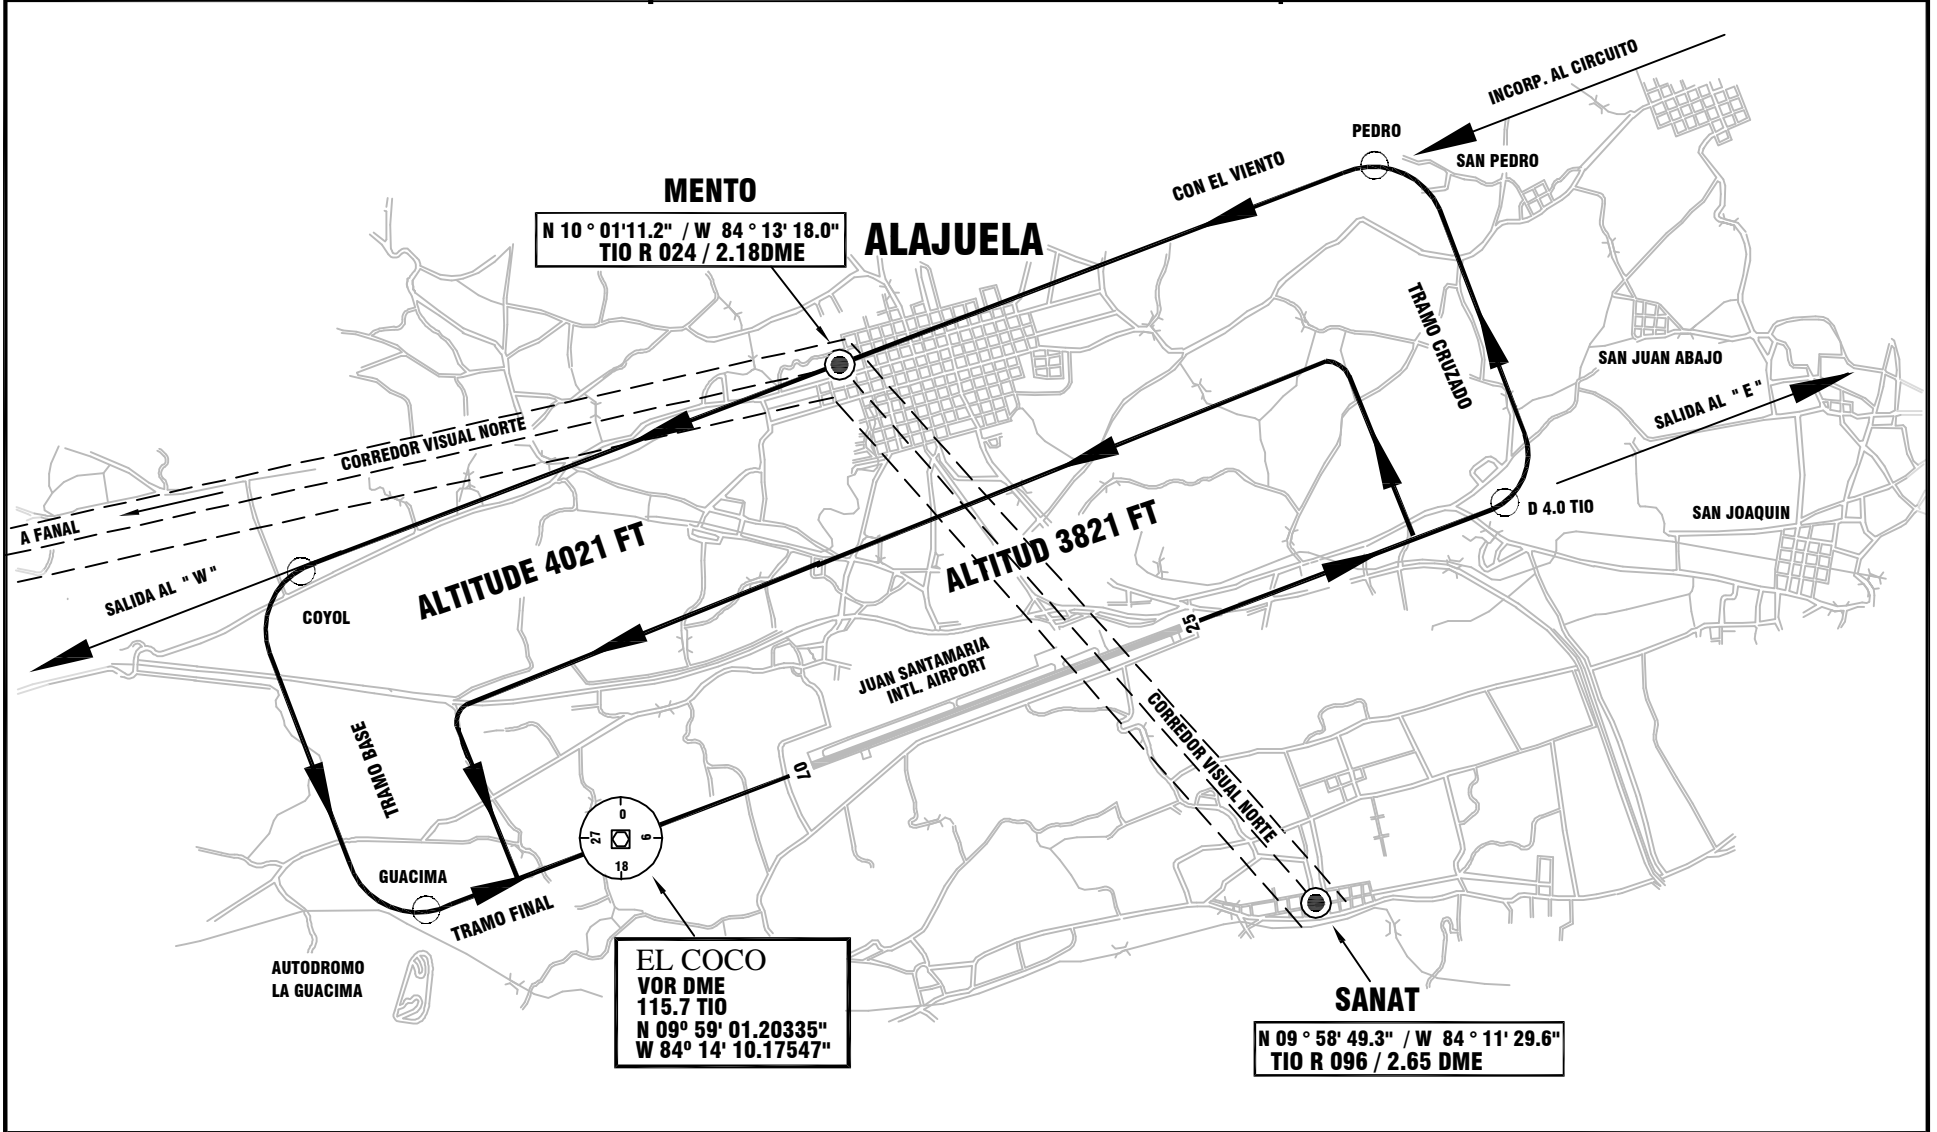 INCORP. AL CIRCUITO
PEDRO
SAN PEDRO
CON EL VIENTO
MENTO
N 10 ° 01'11.2" / W 84 ° 13' 18.0"
TIO R 024 / 2.18DME
ALAJUELA
TRAMO CRUZADO
SAN JUAN ABAJO
SALIDA AL " E "
CORREDOR VISUAL NORTE
A FANAL
D 4.0 TIO
SAN JOAQUIN
SALIDA AL " W "
COYOL
ALTITUDE 4021 FT
ALTITUD 3821 FT
25
JUAN SANTAMARIA
INTL. AIRPORT
CORREDOR VISUAL NORTE
07
TRAMO BASE
0
6
18
27
GUACIMA
TRAMO FINAL
AUTODROMO
LA GUACIMA
EL COCO
VOR DME
115.7 TIO
N 09º 59' 01.20335"
W 84º 14' 10.17547"
SANAT
N 09 ° 58' 49.3" / W 84 ° 11' 29.6"
TIO R 096 / 2.65 DME